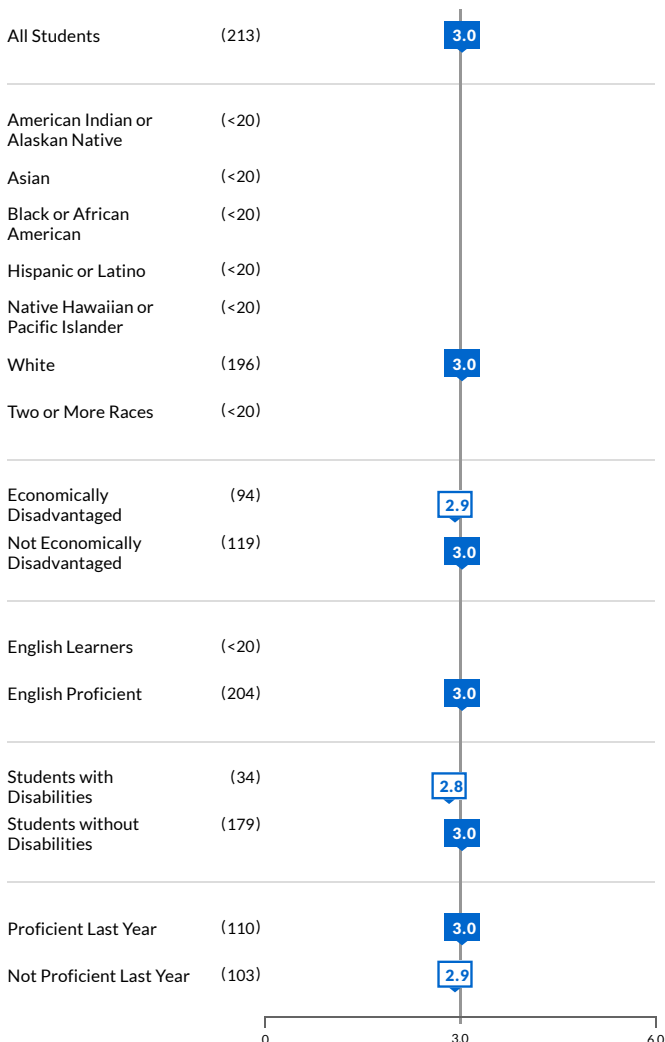 All Students (213) 3.0
American Indian or (<20)
Alaskan Native
Asian (<20)
Black or African (<20)
American
Hispanic or Latino (<20)
Native Hawaiian or (<20)
Pacific Islander
White (196) 3.0
Two or More Races (<20)
Economically (94) 2.9
Disadvantaged
Not Economically (119) 3.0
Disadvantaged
English Learners (<20)
English Proficient (204) 3.0
Students with (34) 2.8
Disabilities
Students without (179) 3.0
Disabilities
Proficient Last Year (110) 3.0
Not Proficient Last Year (103) 2.9
0 3.0 6.0